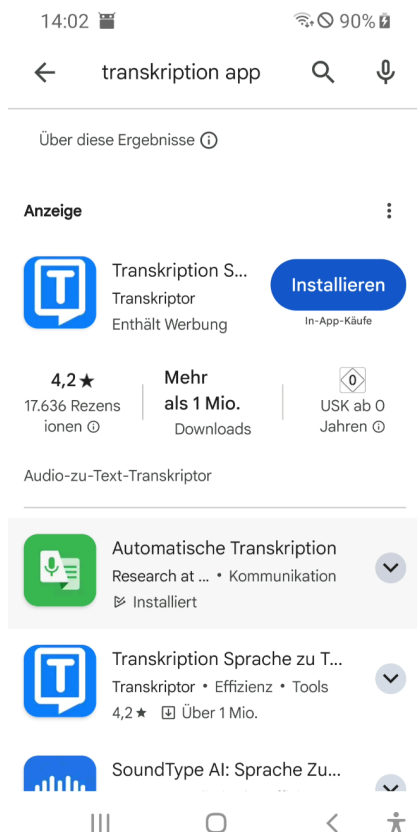 14:02 90%
transkription app
Über diese Ergebnisse
Anzeige
Transkription S...
Transkriptor
Enthält Werbung
Installieren
In-App-Käufe
4,2★
17.636 Rezens
ionen
Mehr
als 1 Mio.
Downloads
0
USK ab 0
Jahren
Audio-zu-Text-Transkriptor
Automatische Transkription
Research at ... • Kommunikation
Installiert
Transkription Sprache zu T...
Transkriptor • Effizienz • Tools
4,2★ Über 1 Mio.
SoundType AI: Sprache Zu...